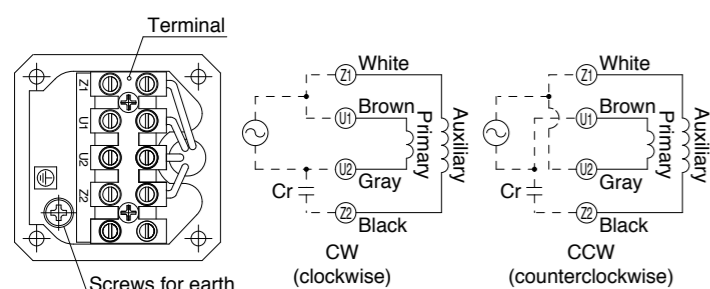 Terminal
Z1
U1
U2
Z2
Screws for earth
Z1 White
U1 Brown
Primary
Auxiliary
U2 Gray
Cr
Z2 Black
CW
(clockwise)
Z1 White
U1 Brown
Primary
Auxiliary
U2 Gray
Cr
Z2 Black
CCW
(counterclockwise)